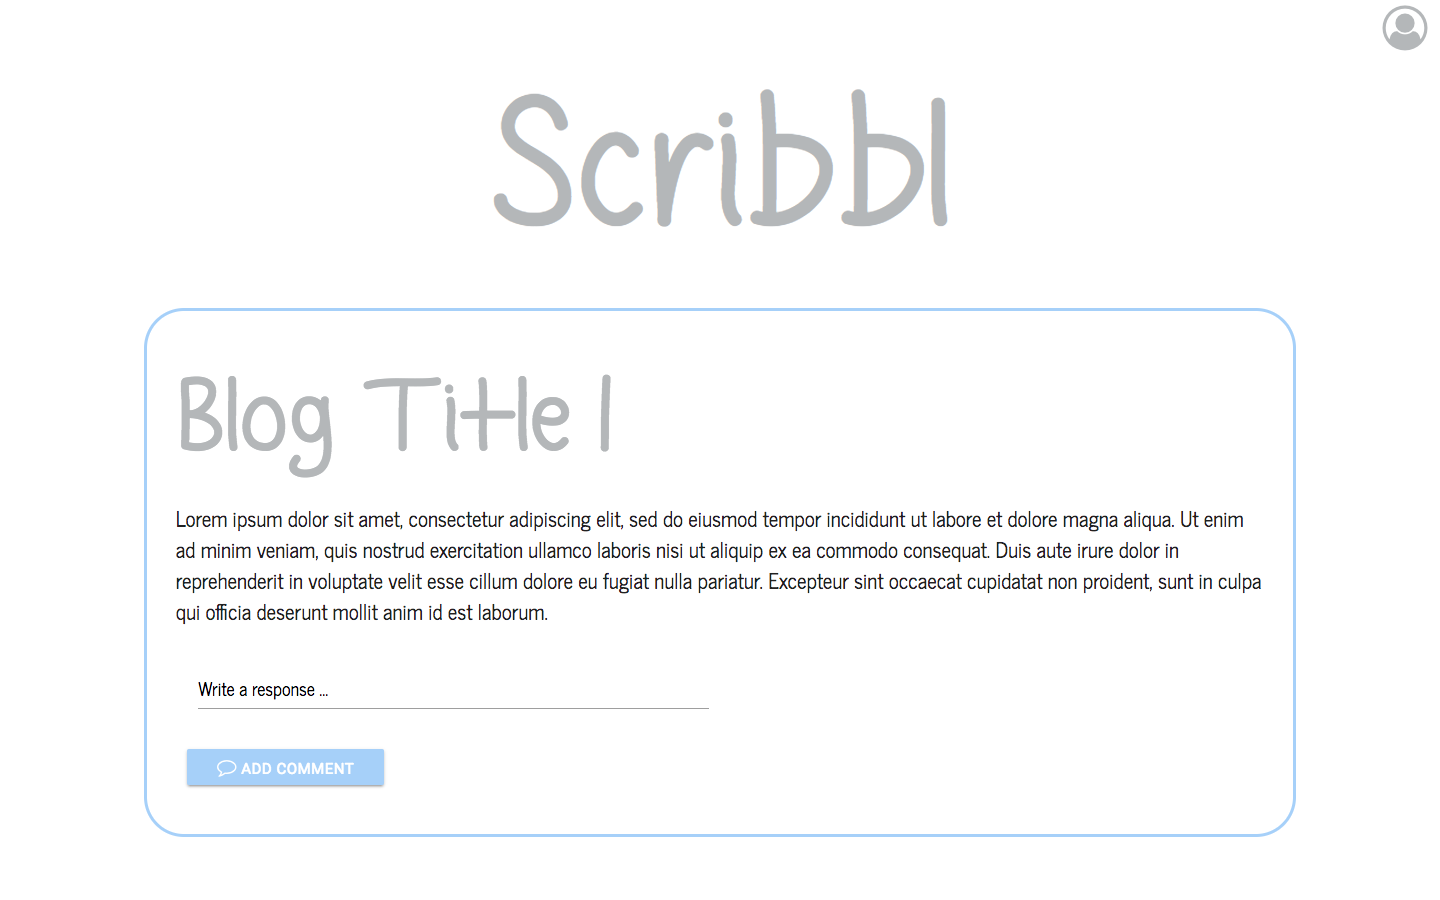 Scribbl
Blog Title 1
Lorem ipsum dolor sit amet, consectetur adipiscing elit, sed do eiusmod tempor incididunt ut labore et dolore magna aliqua. Ut enim
ad minim veniam, quis nostrud exercitation ullamco laboris nisi ut aliquip ex ea commodo consequat. Duis aute irure dolor in
reprehenderit in voluptate velit esse cillum dolore eu fugiat nulla pariatur. Excepteur sint occaecat cupidatat non proident, sunt in culpa
qui officia deserunt mollit anim id est laborum.
Write a response ...
ADD COMMENT